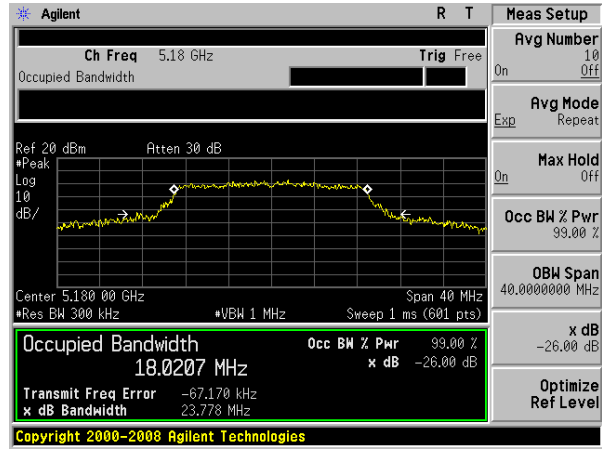 Agilent R T Meas Setup
Avg Number
10
On Off
Ch Freq 5.18 GHz Trig Free
Occupied Bandwidth
Avg Mode
Exp Repeat
Ref 20 dBm Atten 30 dB
#Peak
Log
10
dB/
Max Hold
On Off
Occ BW % Pwr
99.00 %
OBW Span
40.0000000 MHz
Center 5.180 00 GHz Span 40 MHz
#Res BW 300 kHz #VBW 1 MHz Sweep 1 ms (601 pts)
x dB
-26.00 dB
Occupied Bandwidth Occ BW % Pwr 99.00 %
18.0207 MHz x dB -26.00 dB
Transmit Freq Error -67.170 kHz
x dB Bandwidth 23.778 MHz
Optimize
Ref Level
Copyright 2000-2008 Agilent Technologies